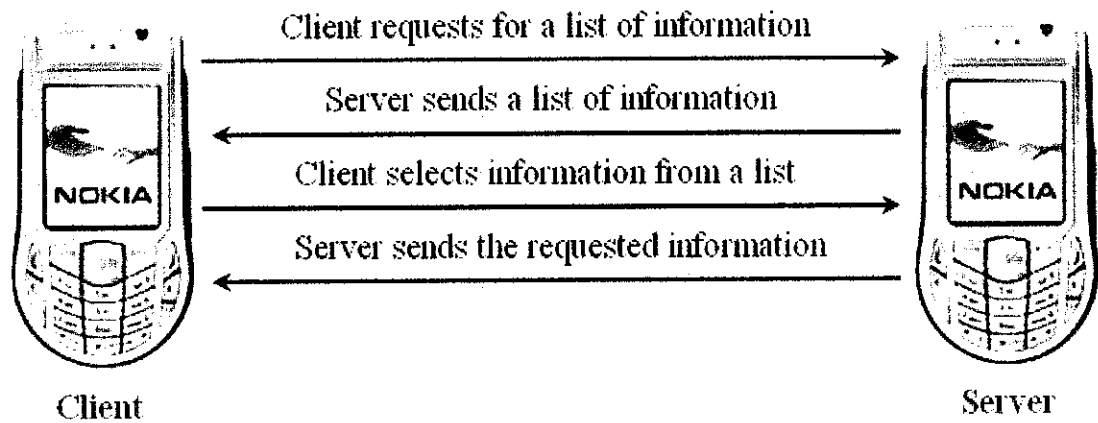 Client requests for a list of information
Server sends a list of information
Client selects information from a list
Server sends the requested information
NOKIA
NOKIA
Client
Server